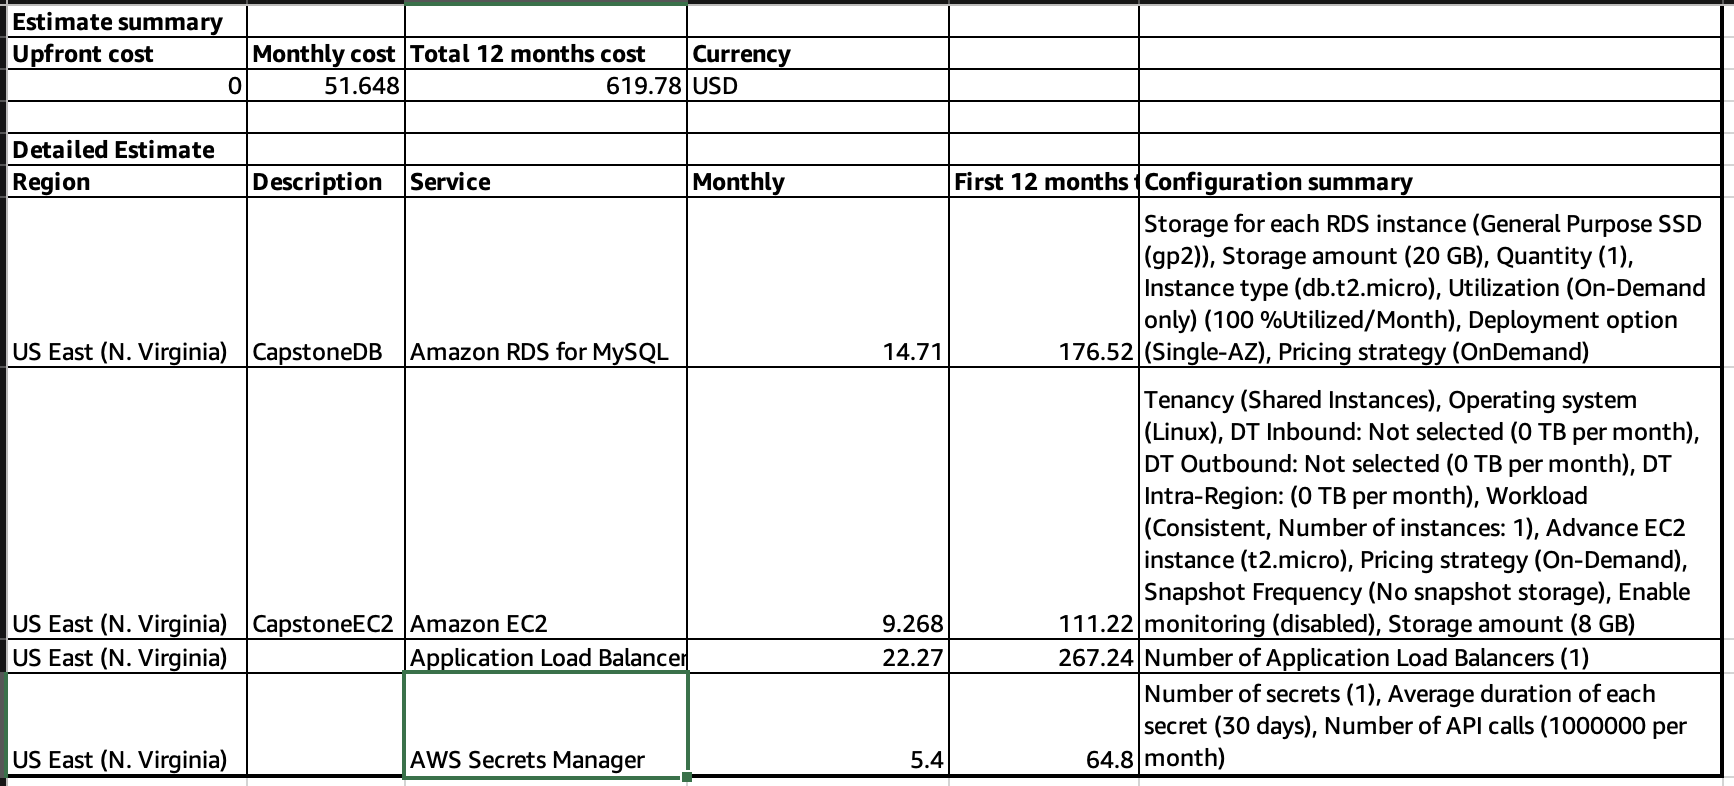 Estimate summary
Upfront cost Monthly cost Total 12 months cost Currency
0 51.648 619.78 USD
Detailed Estimate
Region Description Service Monthly First 12 months t Configuration summary
Storage for each RDS instance (General Purpose SSD
(gp2)), Storage amount (20 GB), Quantity (1),
Instance type (db.t2.micro), Utilization (On-Demand
only) (100 %Utilized/Month), Deployment option
US East (N. Virginia) CapstoneDB Amazon RDS for MySQL 14.71 176.52 (Single-AZ), Pricing strategy (OnDemand)
Tenancy (Shared Instances), Operating system
(Linux), DT Inbound: Not selected (0 TB per month),
DT Outbound: Not selected (0 TB per month), DT
Intra-Region: (0 TB per month), Workload
(Consistent, Number of instances: 1), Advance EC2
instance (t2.micro), Pricing strategy (On-Demand),
Snapshot Frequency (No snapshot storage), Enable
US East (N. Virginia) CapstoneEC2 Amazon EC2 9.268 111.22 monitoring (disabled), Storage amount (8 GB)
US East (N. Virginia) Application Load Balancer 22.27 267.24 Number of Application Load Balancers (1)
Number of secrets (1), Average duration of each
secret (30 days), Number of API calls (1000000 per
US East (N. Virginia) AWS Secrets Manager 5.4 64.8 month)